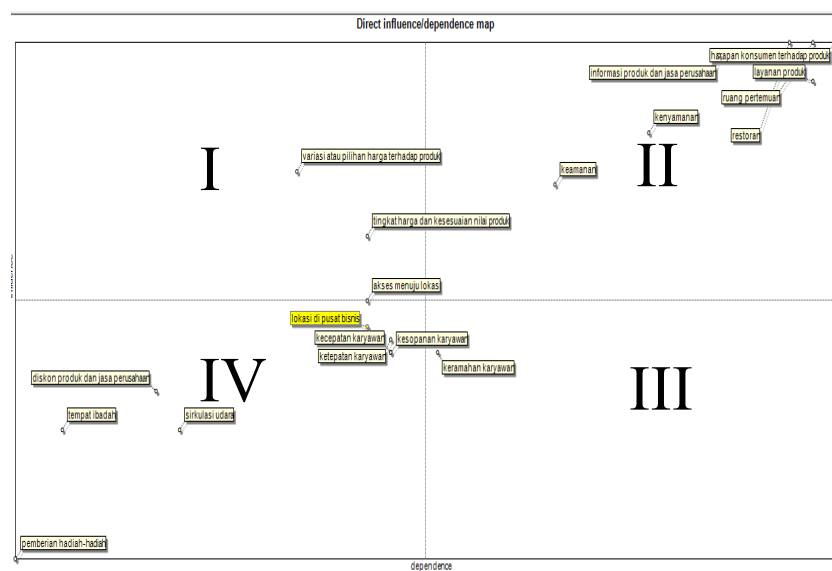 Direct influence/dependence map
harapan konsumen terhadap produk
informasi produk dan jasa perusahaan
layanan produk
ruang pertemuan
kenyamanan
restoran
I
variasi atau pilihan harga terhadap produk
II
keamanan
tingkat harga dan kesesuaian nilai produk
akses menuju lokasi
lokasi di pusat bisnis
kecepatan karyawan
kesopanan karyawan
ketepatan karyawan
keramahan karyawan
IV
III
diskon produk dan jasa perusahaan
tempat ibadah
sirkulasi udara
pemberian hadiah-hadiah
dependence